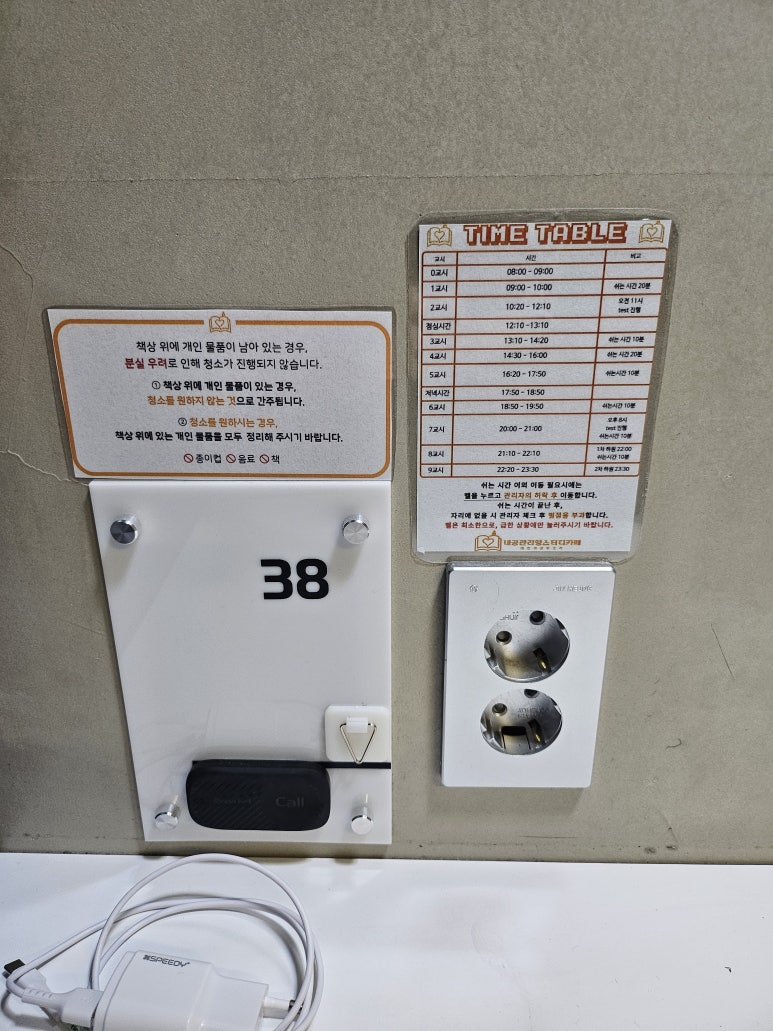 책상 위에 개인 물품이 남아 있는 경우,
분실 우려로 인해 청소가 진행되지 않습니다.
① 책상 위에 개인 물품이 있는 경우,
청소를 원하지 않는 것으로 간주됩니다.
② 청소를 원하시는 경우,
책상 위에 있는 개인 물품을 모두 정리해 주시기 바랍니다.
종이컵 음료 책
38
Call
SPEEDY
TIME TABLE
교시 시간 비고
0교시 08:00 - 09:00
1교시 09:00 - 10:00 쉬는 시간 20분
2교시 10:20 - 12:10 오전 11시
test 진행
점심시간 12:10 -13:10
3교시 13:10 - 14:20 쉬는시간 10분
4교시 14:30 - 16:00 쉬는 시간 20분
5교시 16:20 - 17:50 쉬는시간 10분
저녁시간 17:50 - 18:50
6교시 18:50 - 19:50 쉬는시간 10분
7교시 20:00 - 21:00 오후 8시
test 진행
쉬는시간 10분
8교시 21:10 - 22:10 1차 하원 22:00
쉬는시간 10분
9교시 22:20 - 23:30 2차 하원 23:30
쉬는 시간 이외 이동 필요시에는
벨을 누르고 관리자의 허락 후 이동합니다.
쉬는 시간이 끝난 후,
자리에 없을 시 관리자 체크 후 벌점을 부과합니다.
벨은 최소한으로, 급한 상황에만 눌러주시기 바랍니다.
내공관리형스터디카페